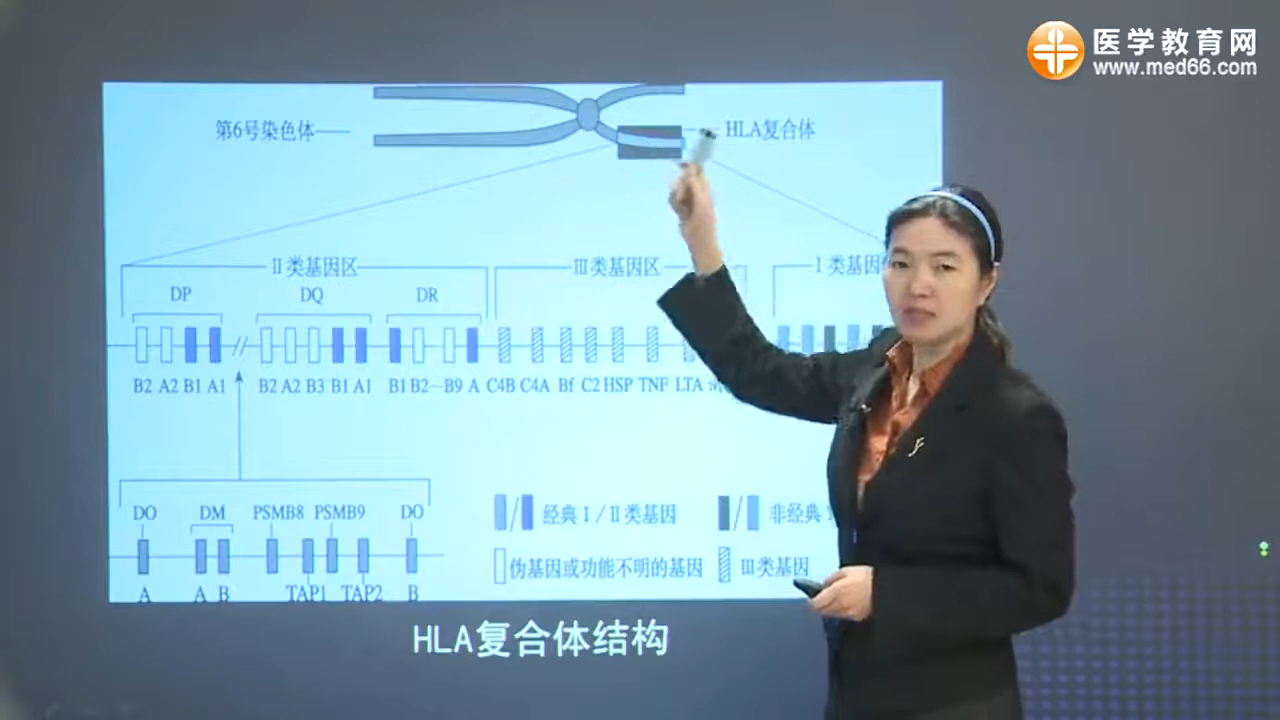 医学教育网
www.med66.com
第6号染色体
HLA复合体
II类基因区
III类基因区
I类基因
DP
DQ
DR
B2 A2 B1 A1
B2 A2 B3 B1 A1
B1 B2—B9 A
C4B C4A Bf C2 HSP TNF LTA
DO
DM
PSMB8
PSMB9
DO
A
A B
TAP1
TAP2
B
经典 I / II类基因
非经典
伪基因或功能不明的基因
III类基因
HLA复合体结构